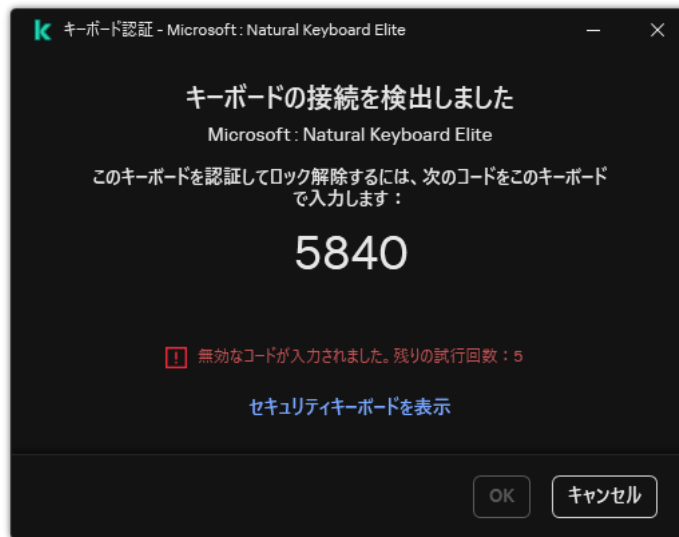 キーボード認証 - Microsoft : Natural Keyboard Elite
キーボードの接続を検出しました
Microsoft : Natural Keyboard Elite
このキーボードを認証してロック解除するには、次のコードをこのキーボード
で入力します：
5840
無効なコードが入力されました。残りの試行回数：5
セキュリティキーボードを表示
OK
キャンセル